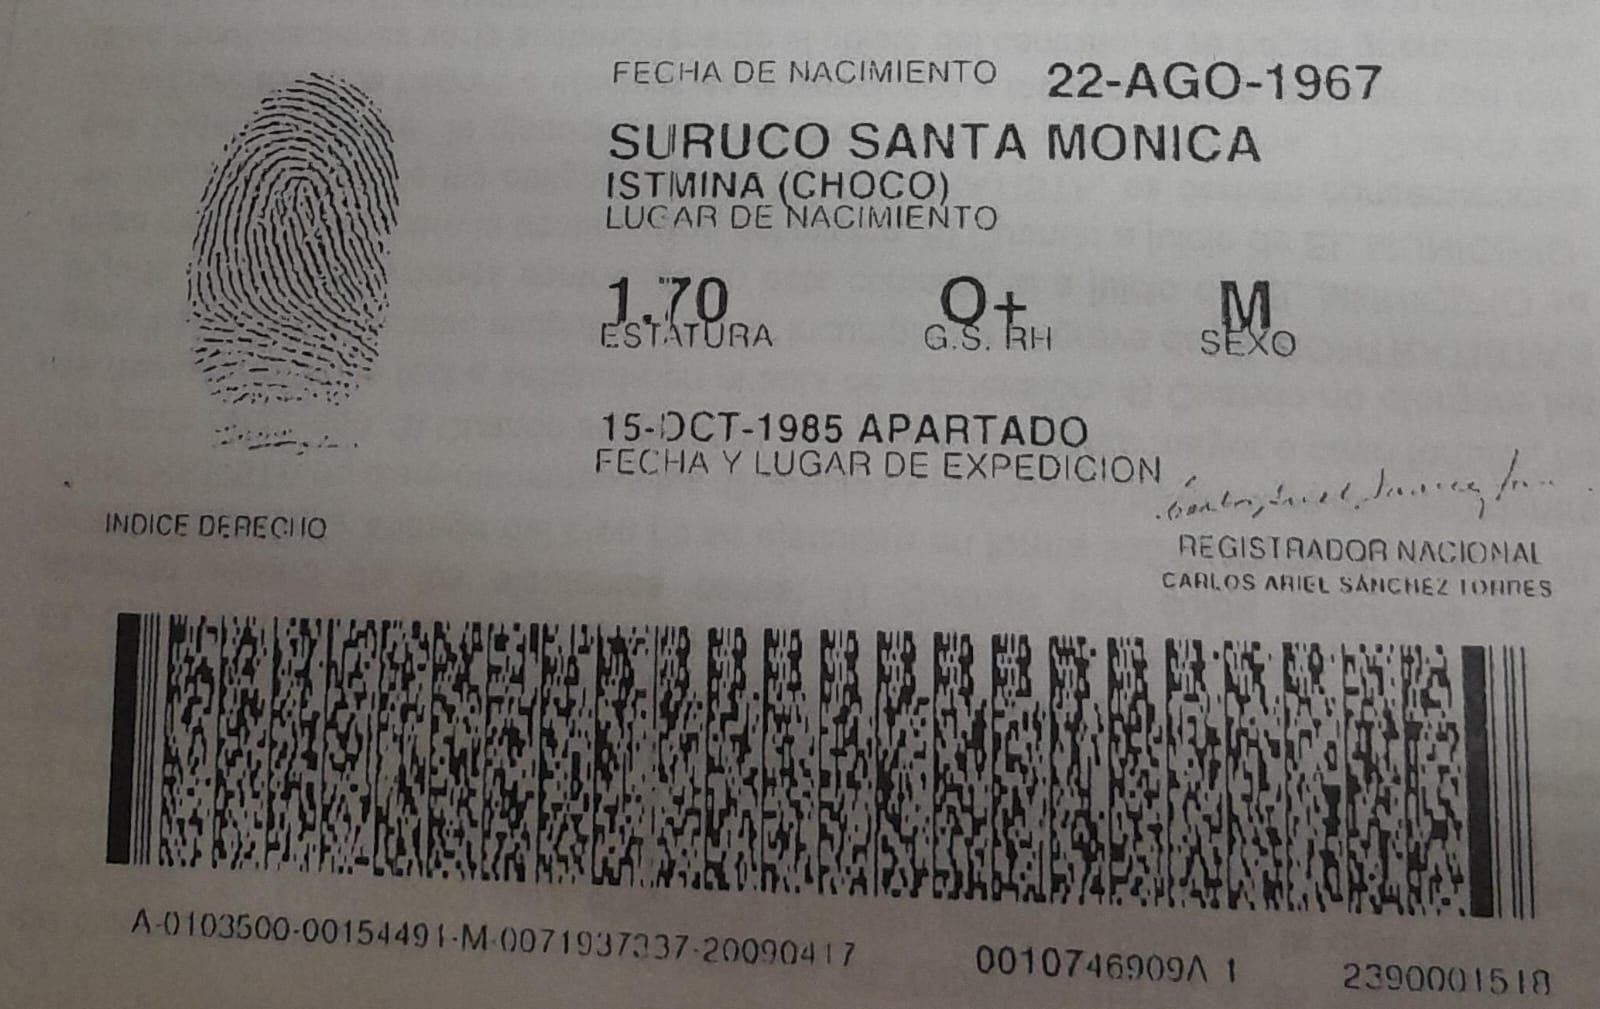 FECHA DE NACIMIENTO 22-AGO-1967
SURUCO SANTA MONICA
ISTMINA (CHOCO)
LUGAR DE NACIMIENTO
1.70 O+ M
ESTATURA G.S. RH SEXO
15-OCT-1985 APARTADO
FECHA Y LUGAR DE EXPEDICION
INDICE DERECHO
REGISTRADOR NACIONAL
CARLOS ARIEL SÁNCHEZ TORRES
A-0103500-00154491-M-0071937337-20090417 0010746909A 1 2390001518